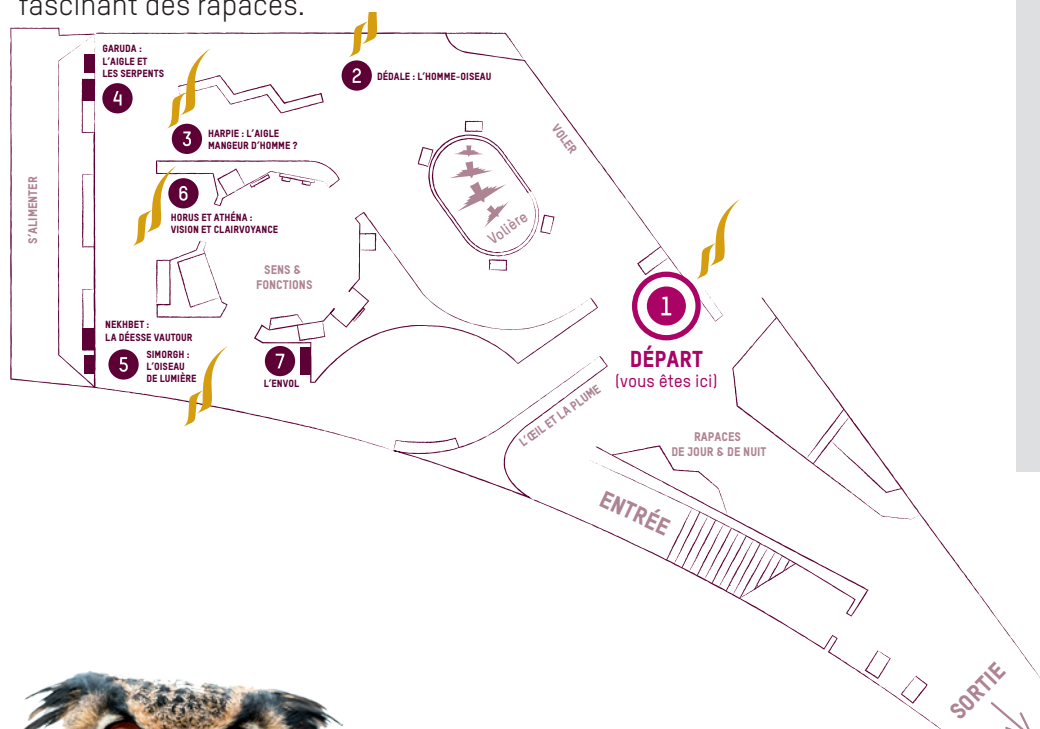 fascinant des rapaces.
GARUDA :
L'AIGLE ET
LES SERPENTS
4
2
DÉDALE : L'HOMME-OISEAU
3
HARPIE : L'AIGLE
MANGEUR D'HOMME ?
VOLER
S'ALIMENTER
6
HORUS ET ATHÉNA :
VISION ET CLAIRVOYANCE
Volière
SENS &
FONCTIONS
1
DÉPART
(vous êtes ici)
NEKHBET :
LA DÉESSE VAUTOUR
5
SIMORGH :
L'OISEAU
DE LUMIÈRE
7
L'ENVOL
L'ŒIL ET LA PLUME
RAPACES
DE JOUR & DE NUIT
ENTRÉE
SORTIE